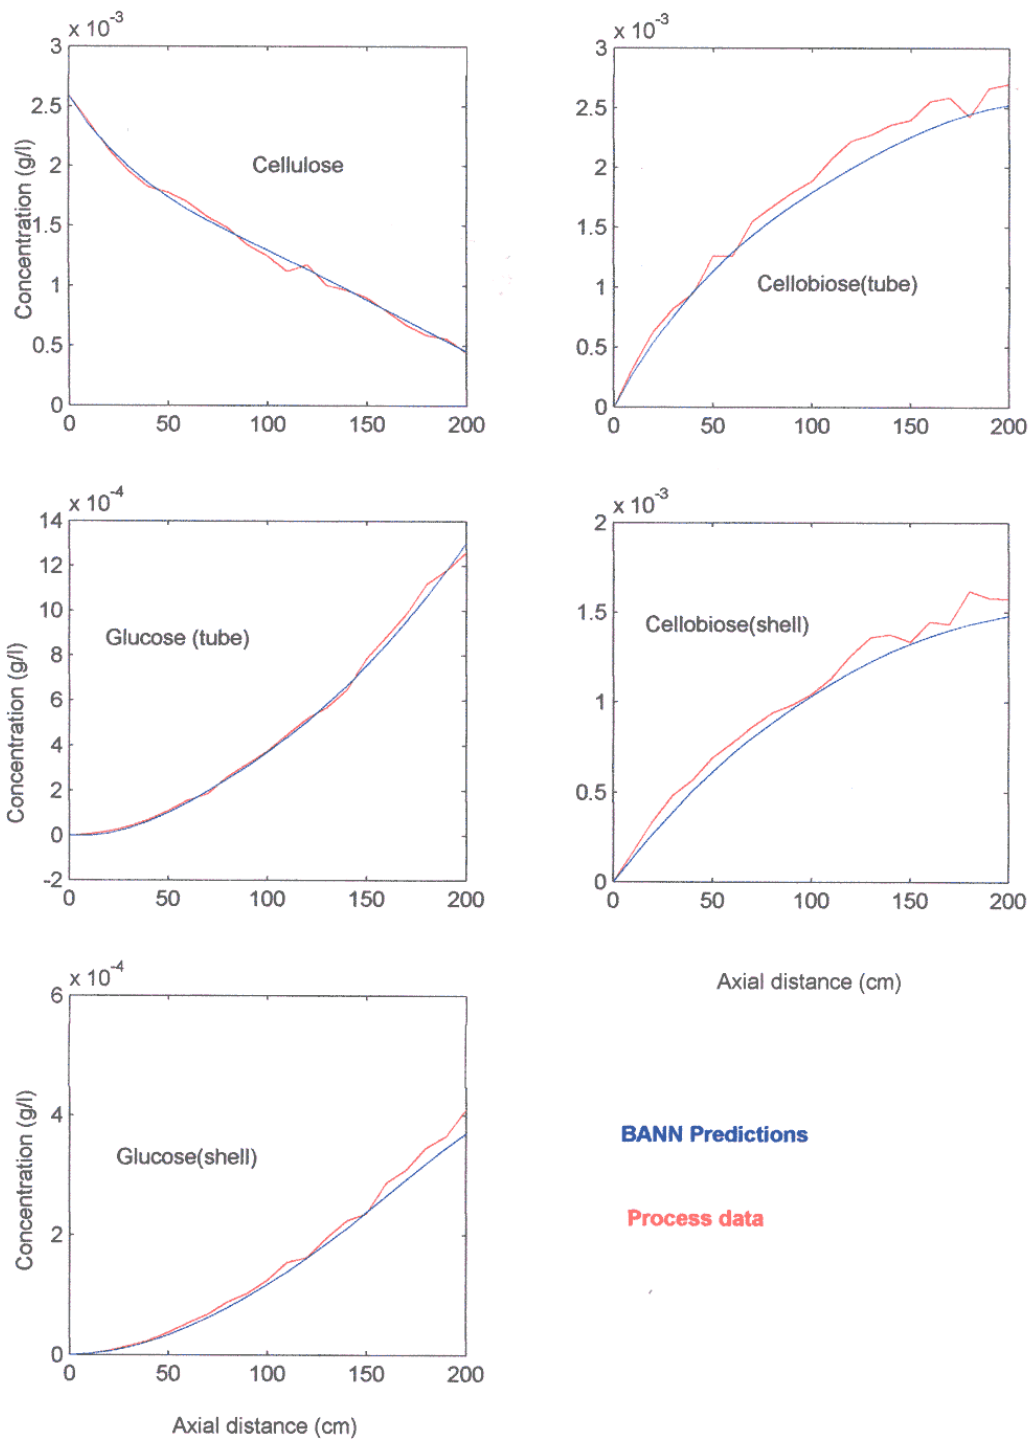 x 10-3
3
2.5
2
1.5
1
0.5
0
0 50 100 150 200
Concentration (g/l)
Cellulose
x 10-3
3
2.5
2
1.5
1
0.5
0
0 50 100 150 200
Cellobiose(tube)
x 10-4
14
12
10
8
6
4
2
0
-2
0 50 100 150 200
Concentration (g/l)
Glucose (tube)
x 10-3
2
1.5
1
0.5
0
0 50 100 150 200
Cellobiose(shell)
Axial distance (cm)
x 10-4
6
4
2
0
0 50 100 150 200
Concentration (g/l)
Glucose(shell)
Axial distance (cm)
BANN Predictions
Process data